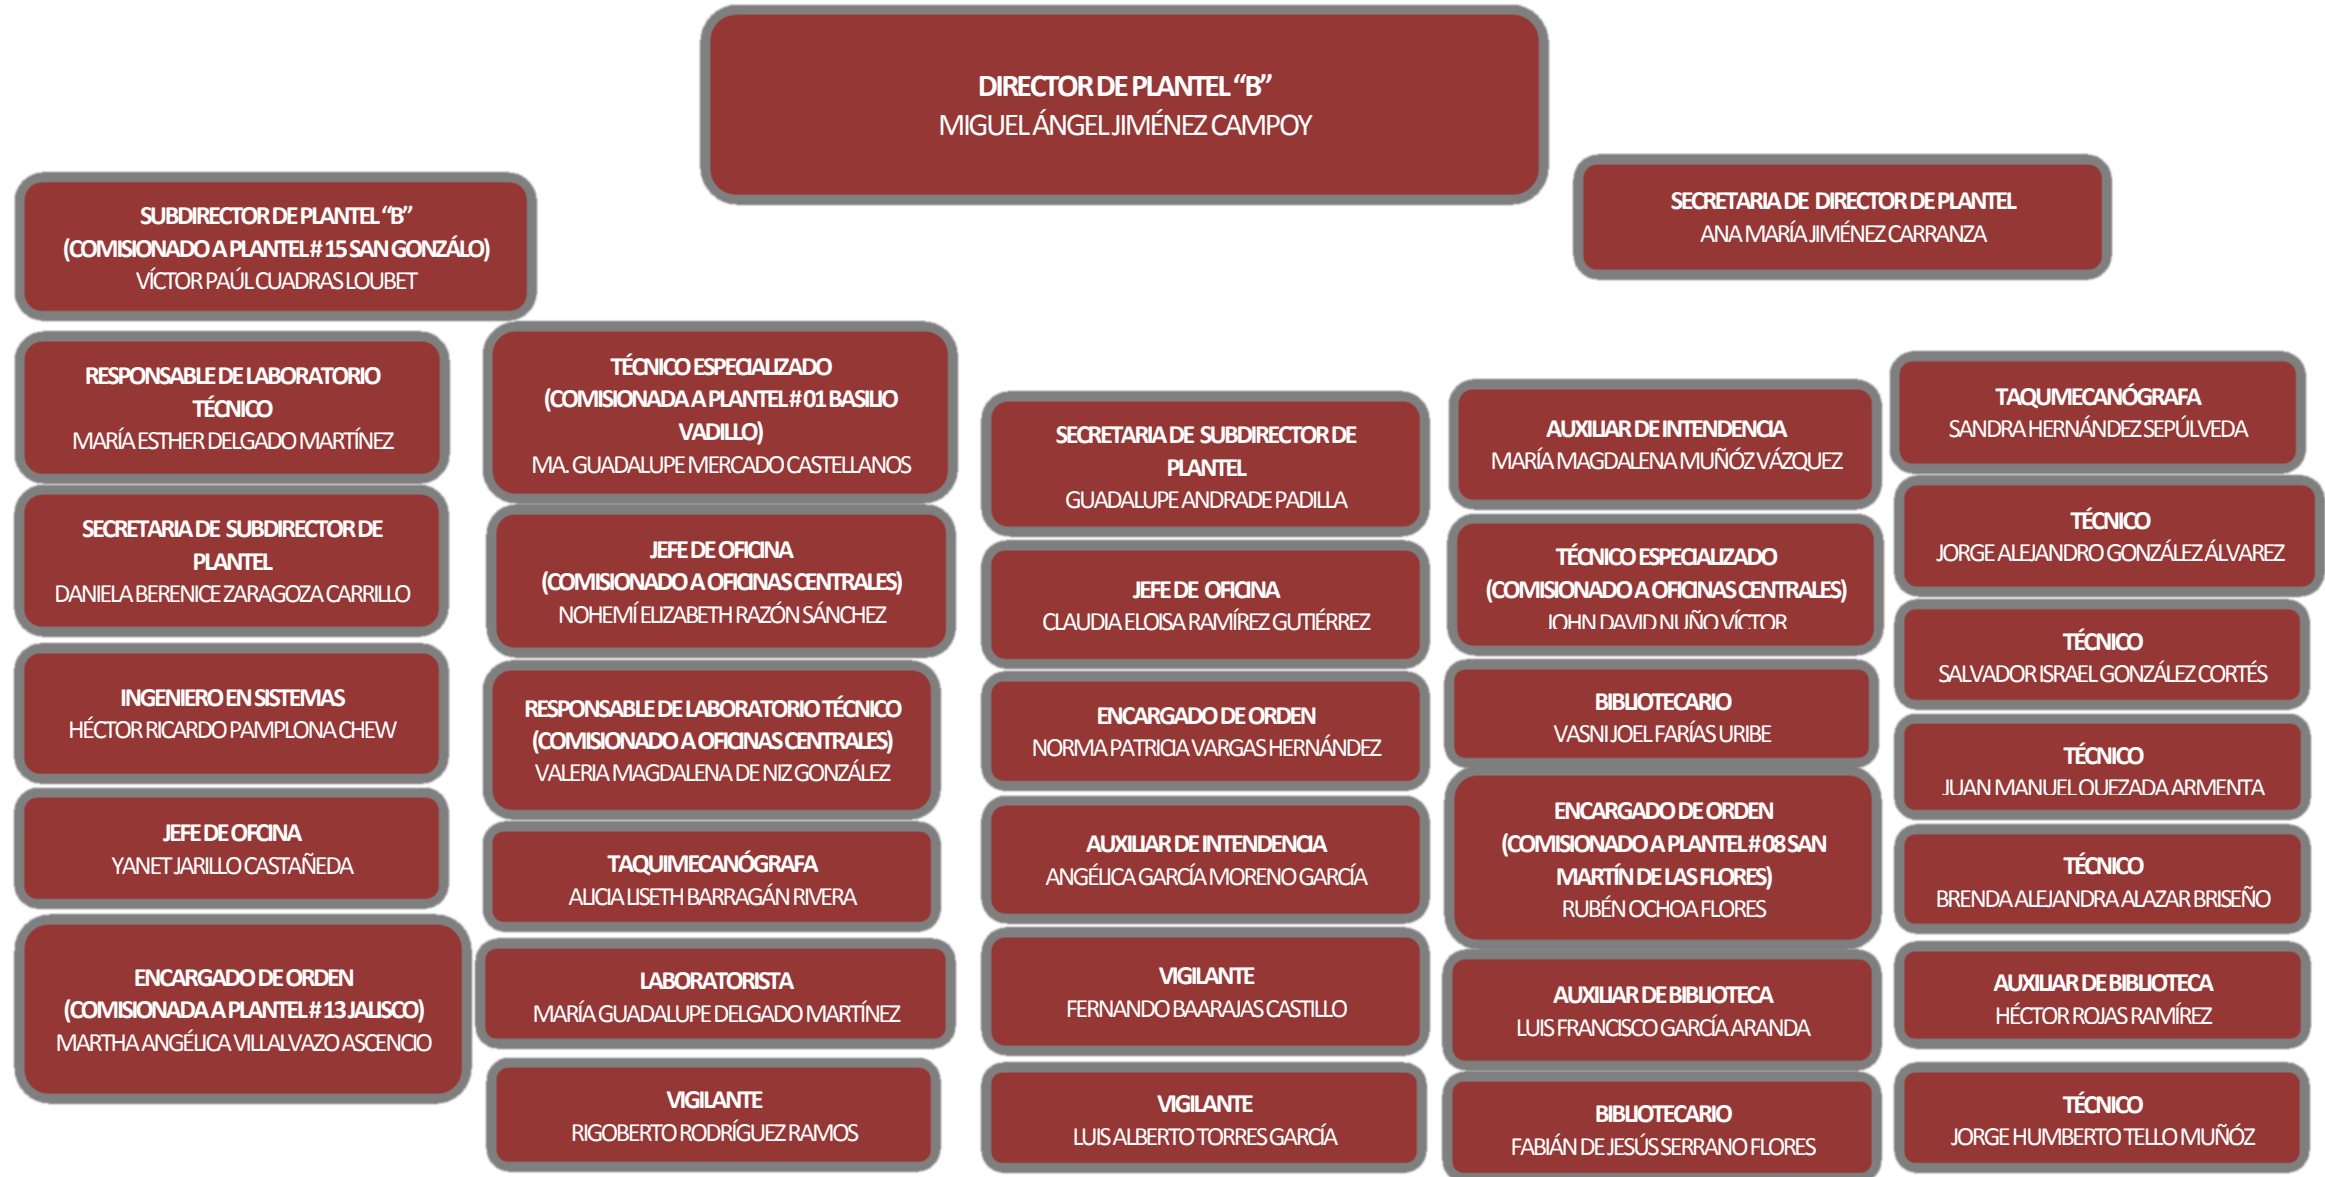 DIRECTOR DE PLANTEL “B”
MIGUEL ÁNGEL JIMÉNEZ CAMPOY
SECRETARIA DE DIRECTOR DE PLANTEL
ANA MARÍA JIMÉNEZ CARRANZA
SUBDIRECTOR DE PLANTEL “B”
(COMISIONADO A PLANTEL # 15 SAN GONZÁLO)
VÍCTOR PAÚL CUADRAS LOUBET
RESPONSABLE DE LABORATORIO
TÉCNICO
MARÍA ESTHER DELGADO MARTÍNEZ
SECRETARIA DE SUBDIRECTOR DE
PLANTEL
DANIELA BERENICE ZARAGOZA CARRILLO
INGENIERO EN SISTEMAS
HÉCTOR RICARDO PAMPLONA CHEW
JEFE DE OFCINA
YANET JARILLO CASTAÑEDA
ENCARGADO DE ORDEN
(COMISIONADA A PLANTEL # 13 JALISCO)
MARTHA ANGÉLICA VILLALVAZO ASCENCIO
TÉCNICO ESPECIALIZADO
(COMISIONADA A PLANTEL # 01 BASILIO
VADILLO)
MA. GUADALUPE MERCADO CASTELLANOS
JEFE DE OFICINA
(COMISIONADO A OFICINAS CENTRALES)
NOHEMÍ ELIZABETH RAZÓN SÁNCHEZ
RESPONSABLE DE LABORATORIO TÉCNICO
(COMISIONADO A OFICINAS CENTRALES)
VALERIA MAGDALENA DE NIZ GONZÁLEZ
TAQUIMECANÓGRAFA
ALICIA LISETH BARRAGÁN RIVERA
LABORATORISTA
MARÍA GUADALUPE DELGADO MARTÍNEZ
VIGILANTE
RIGOBERTO RODRÍGUEZ RAMOS
SECRETARIA DE SUBDIRECTOR DE
PLANTEL
GUADALUPE ANDRADE PADILLA
JEFE DE OFICINA
CLAUDIA ELOISA RAMÍREZ GUTIÉRREZ
ENCARGADO DE ORDEN
NORMA PATRICIA VARGAS HERNÁNDEZ
AUXILIAR DE INTENDENCIA
ANGÉLICA GARCÍA MORENO GARCÍA
VIGILANTE
FERNANDO BAARAJAS CASTILLO
VIGILANTE
LUIS ALBERTO TORRES GARCÍA
AUXILIAR DE INTENDENCIA
MARÍA MAGDALENA MUÑÓZ VÁZQUEZ
TÉCNICO ESPECIALIZADO
(COMISIONADO A OFICINAS CENTRALES)
JOHN DAVID NUÑO VÍCTOR
BIBLIOTECARIO
VASNI JOEL FARÍAS URIBE
ENCARGADO DE ORDEN
(COMISIONADO A PLANTEL # 08 SAN
MARTÍN DE LAS FLORES)
RUBÉN OCHOA FLORES
AUXILIAR DE BIBLIOTECA
LUIS FRANCISCO GARCÍA ARANDA
BIBLIOTECARIO
FABIÁN DE JESÚS SERRANO FLORES
TAQUMECANÓGRAFA
SANDRA HERNÁNDEZ SEPÚLVEDA
TÉCNICO
JORGE ALEJANDRO GONZÁLEZ ÁLVAREZ
TÉCNICO
SALVADOR ISRAEL GONZÁLEZ CORTÉS
TÉCNICO
JUAN MANUEL QUEZADA ARMENTA
TÉCNICO
BRENDA ALEJANDRA ALAZAR BRISEÑO
AUXILIAR DE BIBLIOTECA
HÉCTOR ROJAS RAMÍREZ
TÉCNICO
JORGE HUMBERTO TELLO MUÑÓZ